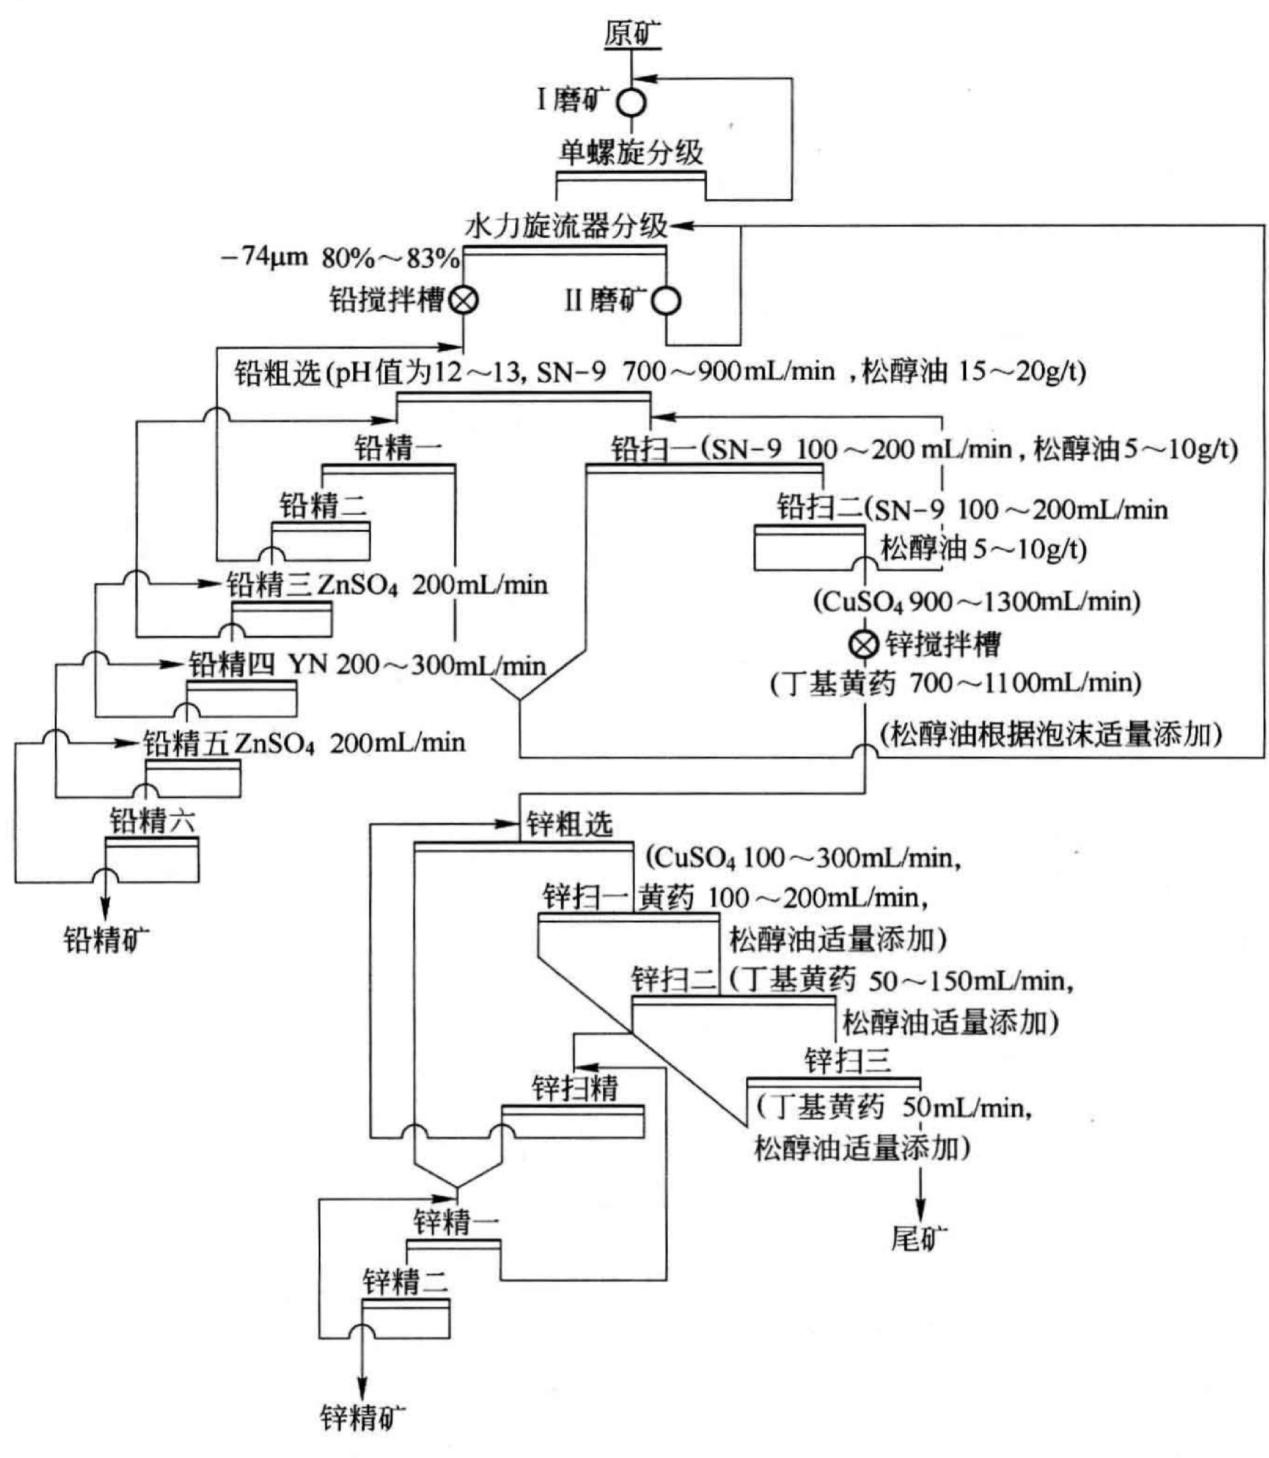 原矿
Ⅰ磨矿
单螺旋分级
水力旋流器分级
-74μm 80%～83%
铅搅拌槽
Ⅱ磨矿
铅粗选(pH值为12～13, SN-9 700～900mL/min ,松醇油 15～20g/t)
铅精一
铅扫一(SN-9 100～200 mL/min,松醇油5～10g/t)
铅精二
铅扫二(SN-9 100～200mL/min
松醇油5～10g/t)
铅精三 ZnSO₄ 200mL/min
(CuSO₄ 900～1300mL/min)
锌搅拌槽
铅精四 YN 200～300mL/min
(丁基黄药 700～1100mL/min)
(松醇油根据泡沫适量添加)
铅精五 ZnSO₄ 200mL/min
铅精六
铅精矿
锌粗选
(CuSO₄ 100～300mL/min,
锌扫一 黄药 100～200mL/min,
松醇油适量添加)
锌扫二 (丁基黄药 50～150mL/min,
松醇油适量添加)
锌扫三
锌扫精
(丁基黄药 50mL/min,
松醇油适量添加)
锌精一
尾矿
锌精二
锌精矿